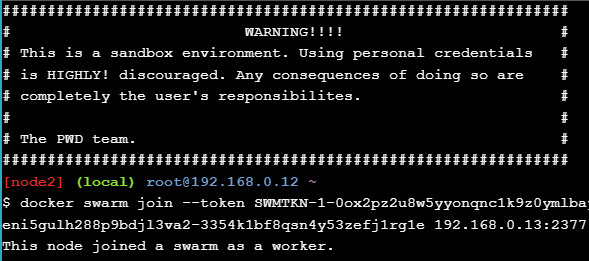 ###############################################################
# WARNING!!!! #
# This is a sandbox environment. Using personal credentials #
# is HIGHLY! discouraged. Any consequences of doing so are #
# completely the user's responsibilites. #
# #
# The PWD team. #
###############################################################
[node2] (local) root@192.168.0.12 ~
$ docker swarm join --token SWMTKN-1-0ox2pz2u8w5yyonqnc1k9z0ymlba
eni5gulh288p9bdjl3va2-3354k1bf8qsn4y53zefj1rg1e 192.168.0.13:2377
This node joined a swarm as a worker.